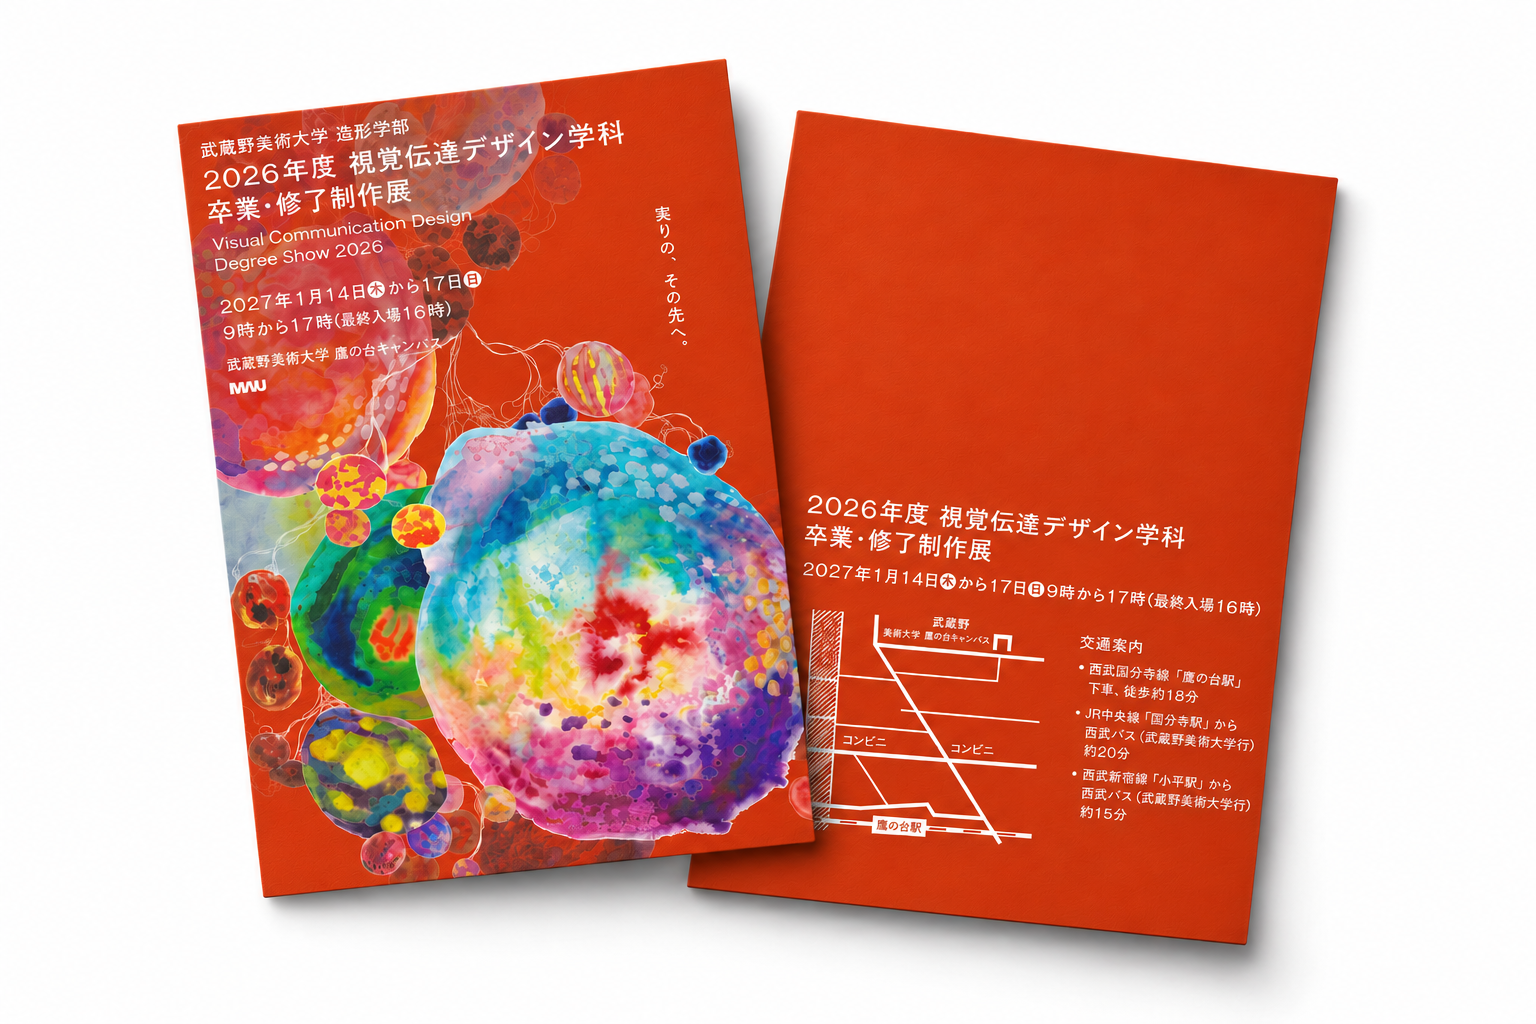 武蔵野美術大学 造形学部
2026年度 視覚伝達デザイン学科
卒業・修了制作展
Visual Communication Design
Degree Show 2026
2027年1月14日木から17日日
9時から17時(最終入場16時)
武蔵野美術大学 鷹の台キャンパス
MAU
実りの、その先へ。
2026年度 視覚伝達デザイン学科
卒業・修了制作展
2027年1月14日木から17日日9時から17時(最終入場16時)
武蔵野
美術大学 鷹の台キャンパス
コンビニ
コンビニ
鷹の台駅
交通案内
• 西武国分寺線「鷹の台駅」
下車、徒歩約18分
• JR中央線「国分寺駅」から
西武バス(武蔵野美術大学行)
約20分
• 西武新宿線「小平駅」から
西武バス(武蔵野美術大学行)
約15分